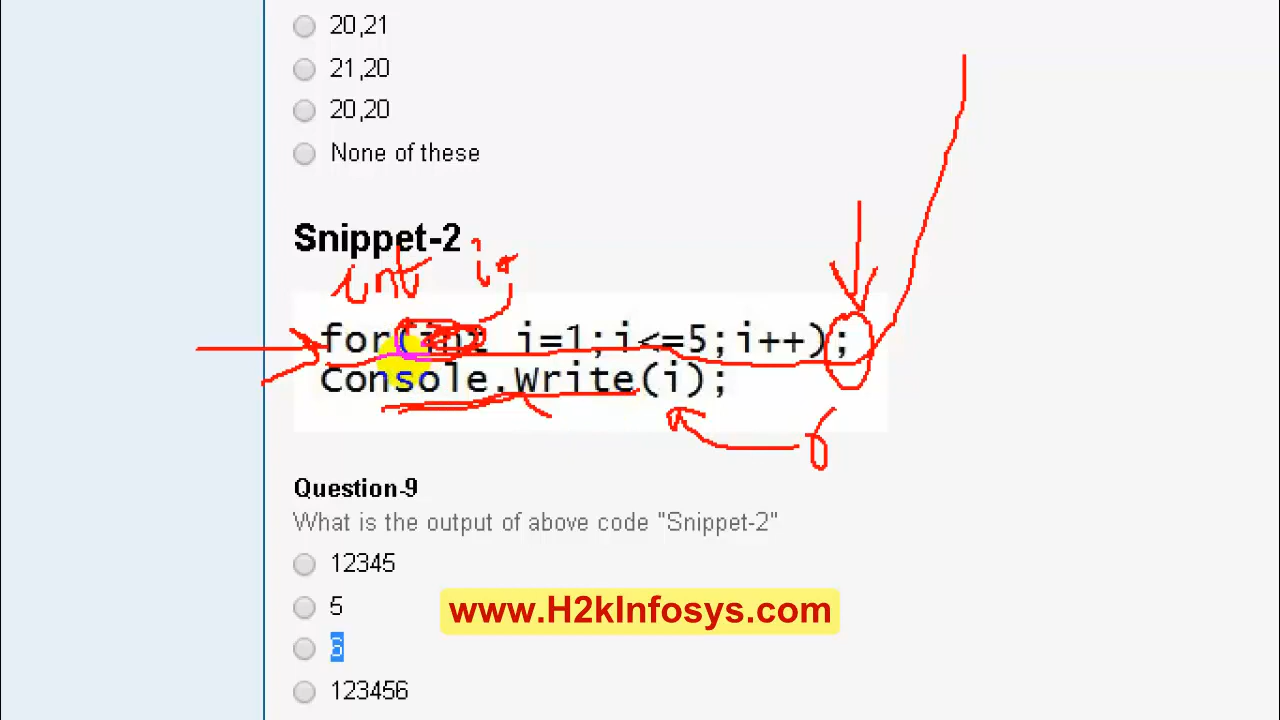 20,21
21,20
20,20
None of these
Snippet-2
int i
for(int i=1;i<=5;i++);
Console.Write(i);
Question-9
What is the output of above code "Snippet-2"
12345
5
www.H2kInfosys.com
6
123456